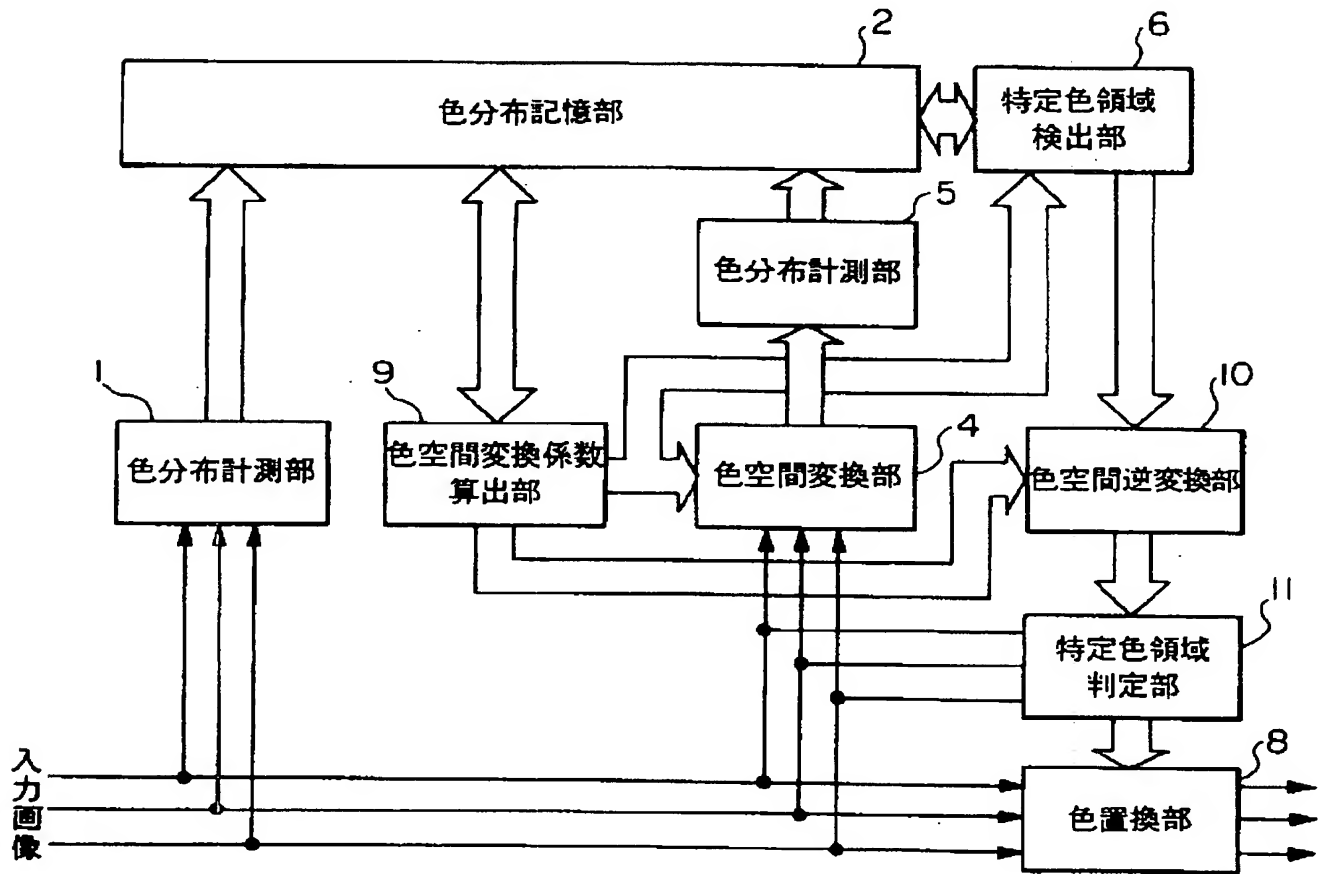 2
6
色分布記憶部
特定色領域
検出部
5
色分布計測部
1
9
10
色分布計測部
色空間変換係数
算出部
色空間変換部
4
色空間逆変換部
11
特定色領域
判定部
8
入力画像
色置換部